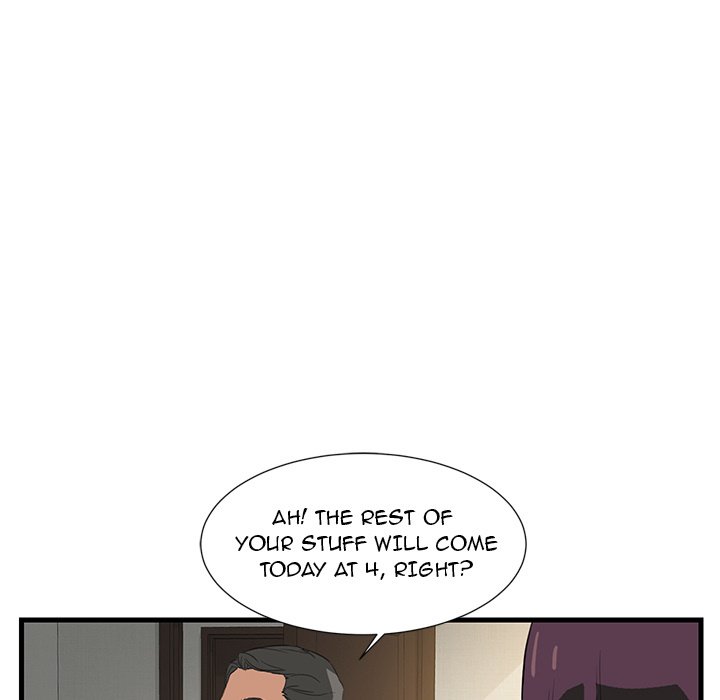 AH! THE REST OF
YOUR STUFF WILL COME
TODAY AT 4, RIGHT?